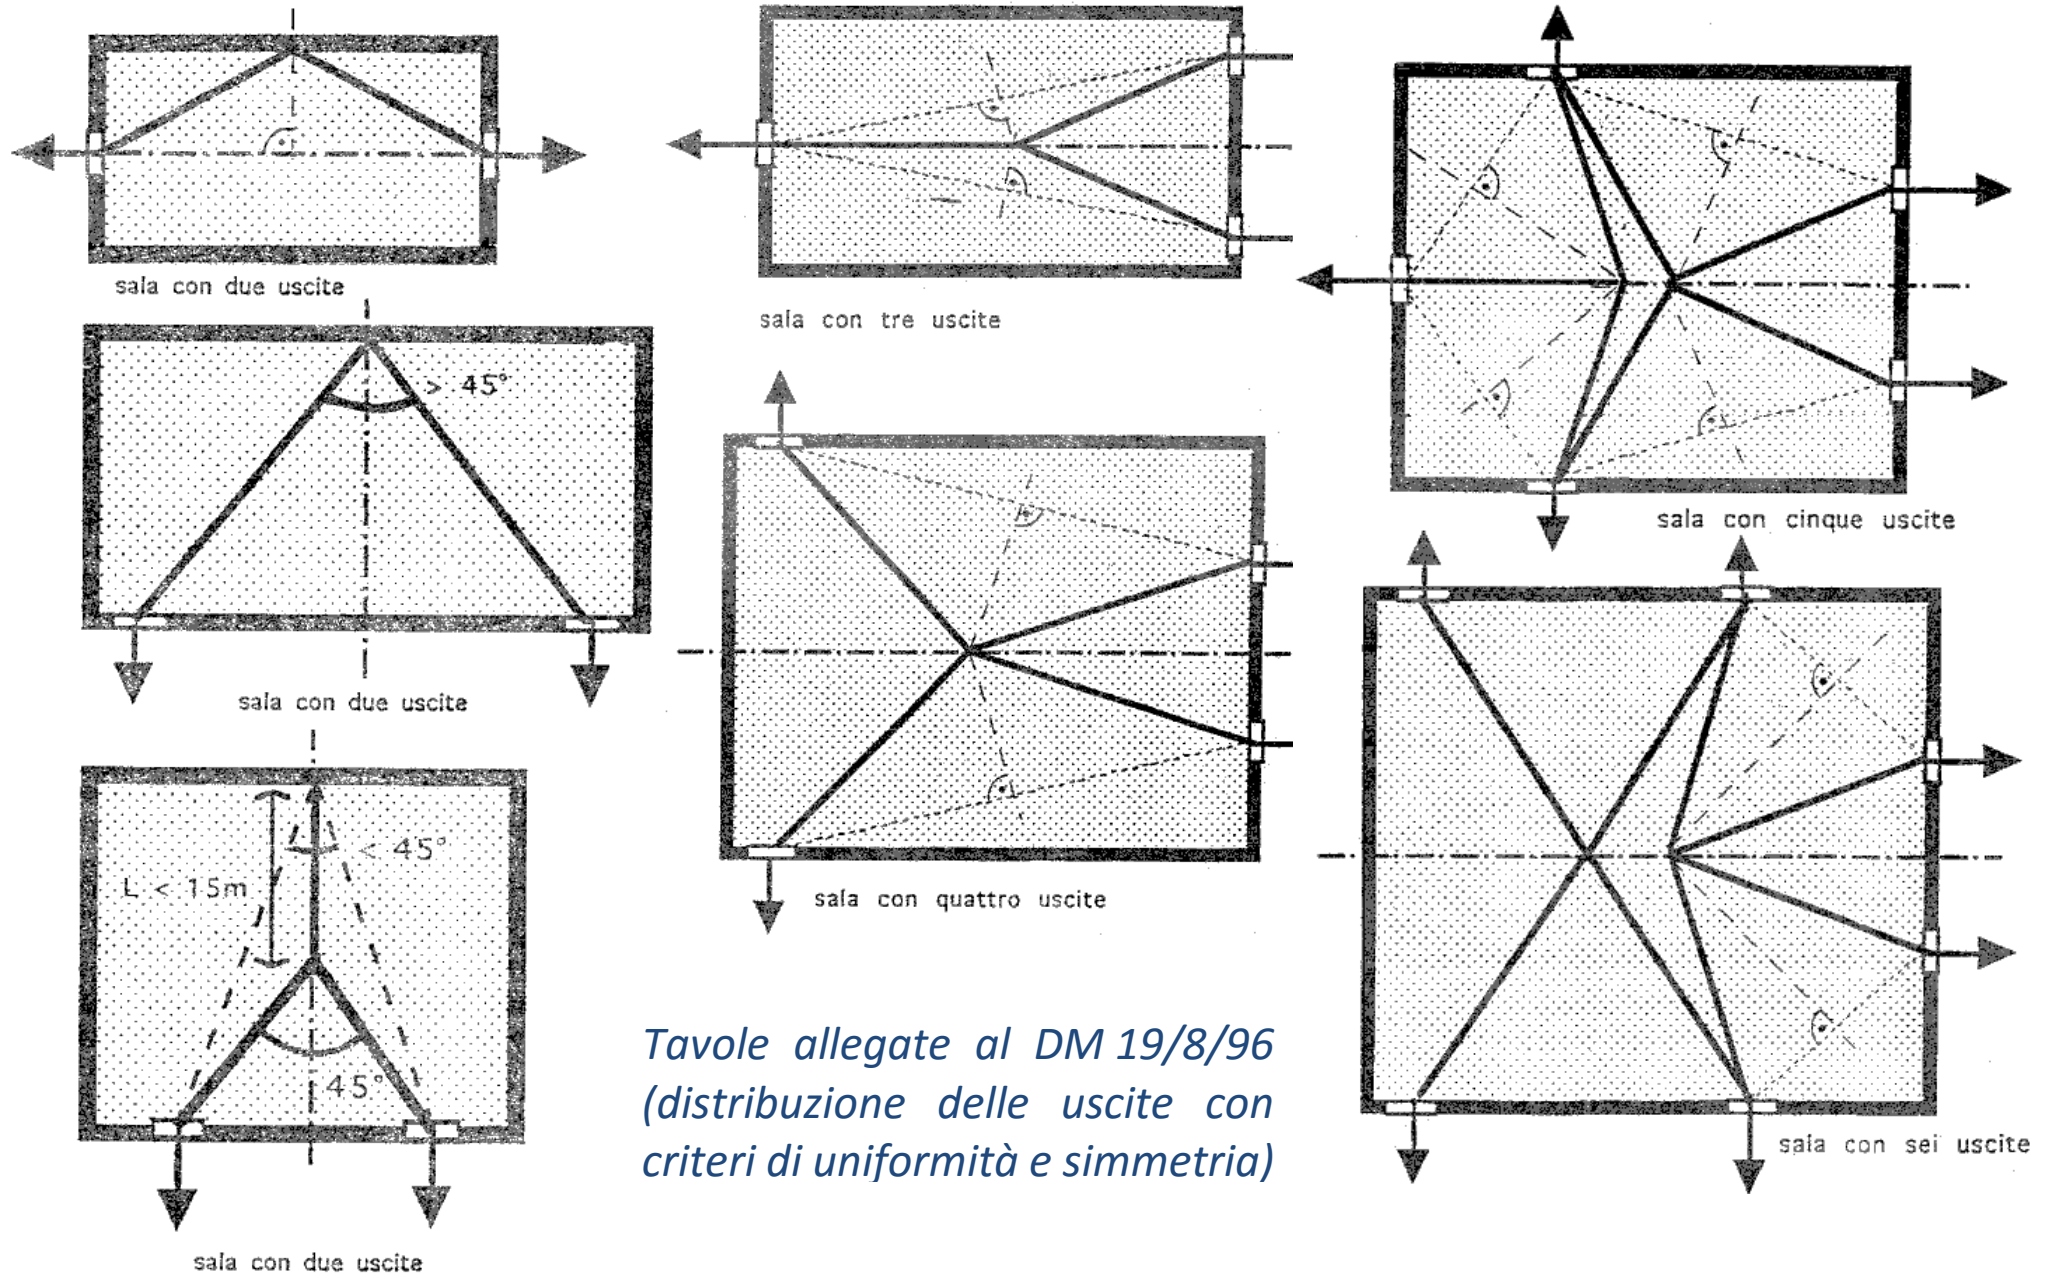 sala con due uscite
> 45°
sala con due uscite
< 45°
L < 15m
45°
sala con due uscite
sala con tre uscite
sala con quattro uscite
sala con cinque uscite
sala con sei uscite
Tavole allegate al DM 19/8/96
(distribuzione delle uscite con
criteri di uniformità e simmetria)